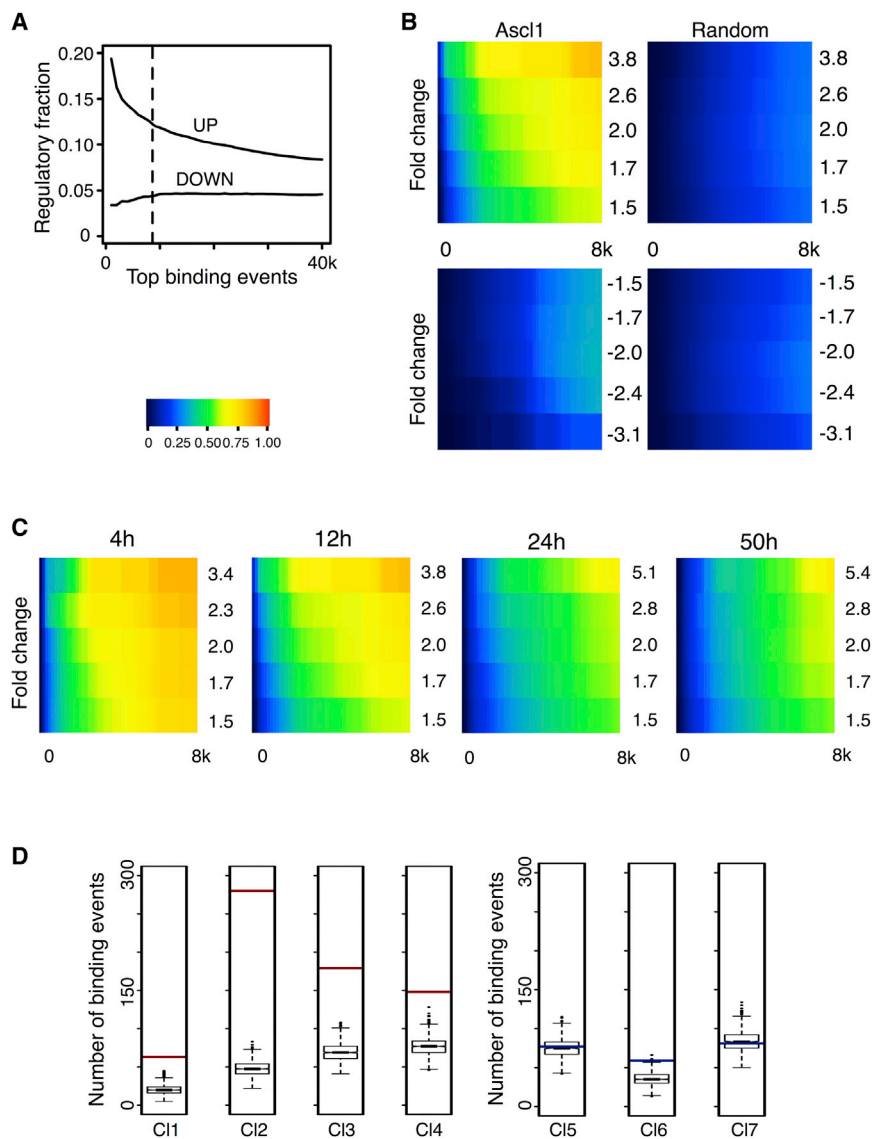 A
Regulatory fraction
0.20
0.15
0.10
0.05
0
UP
DOWN
0
40k
Top binding events
0
0.25
0.50
0.75
1.00
B
Ascl1
Random
Fold change
3.8
2.6
2.0
1.7
1.5
3.8
2.6
2.0
1.7
1.5
0
8k
0
8k
Fold change
-1.5
-1.7
-2.0
-2.4
-3.1
-1.5
-1.7
-2.0
-2.4
-3.1
C
4h
12h
24h
50h
Fold change
3.4
2.3
2.0
1.7
1.5
3.8
2.6
2.0
1.7
1.5
5.1
2.8
2.0
1.7
1.5
5.4
2.8
2.0
1.7
1.5
0
8k
0
8k
0
8k
0
8k
D
Number of binding events
300
150
0
Cl1
Cl2
Cl3
Cl4
Number of binding events
300
150
0
Cl5
Cl6
Cl7